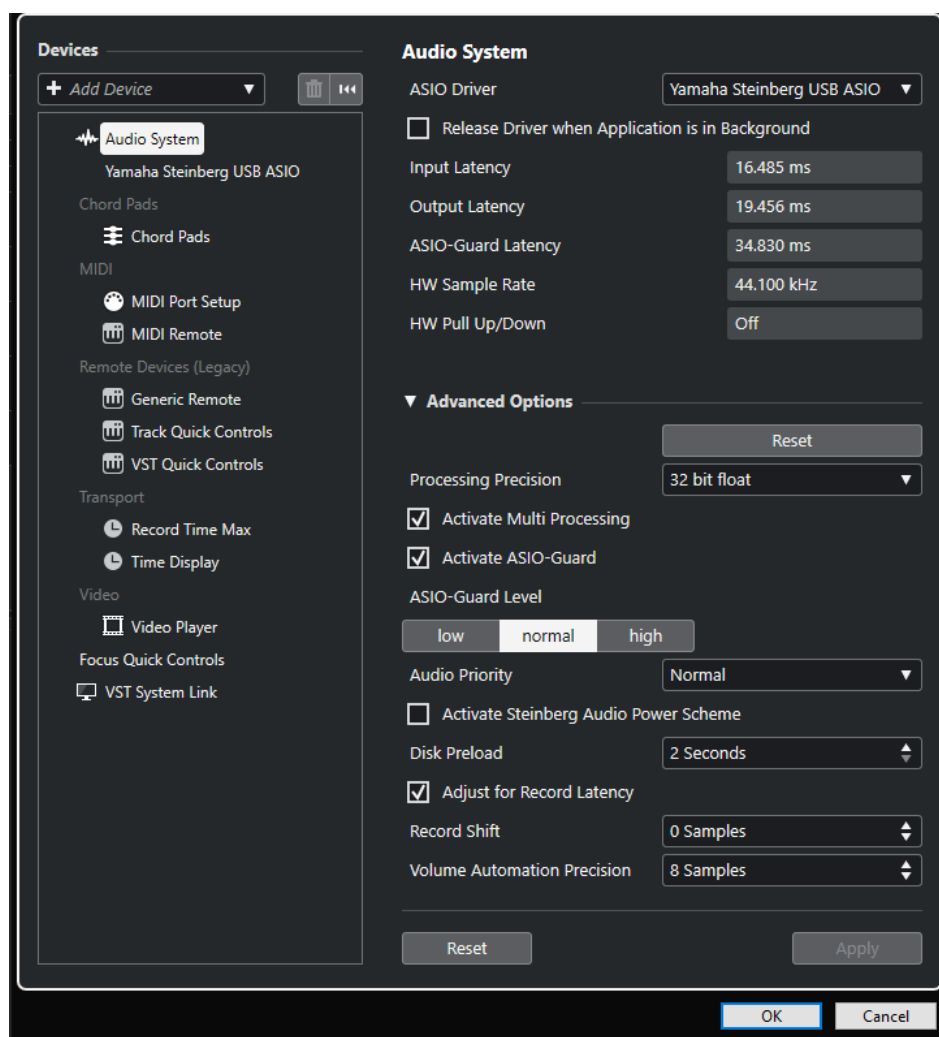 Devices
+ Add Device
Audio System
Yamaha Steinberg USB ASIO
Chord Pads
Chord Pads
MIDI
MIDI Port Setup
MIDI Remote
Remote Devices (Legacy)
Generic Remote
Track Quick Controls
VST Quick Controls
Transport
Record Time Max
Time Display
Video
Video Player
Focus Quick Controls
VST System Link
Audio System
ASIO Driver Yamaha Steinberg USB ASIO
Release Driver when Application is in Background
Input Latency 16.485 ms
Output Latency 19.456 ms
ASIO-Guard Latency 34.830 ms
HW Sample Rate 44.100 kHz
HW Pull Up/Down Off
Advanced Options
Reset
Processing Precision 32 bit float
Activate Multi Processing
Activate ASIO-Guard
ASIO-Guard Level
low normal high
Audio Priority Normal
Activate Steinberg Audio Power Scheme
Disk Preload 2 Seconds
Adjust for Record Latency
Record Shift 0 Samples
Volume Automation Precision 8 Samples
Reset Apply
OK Cancel